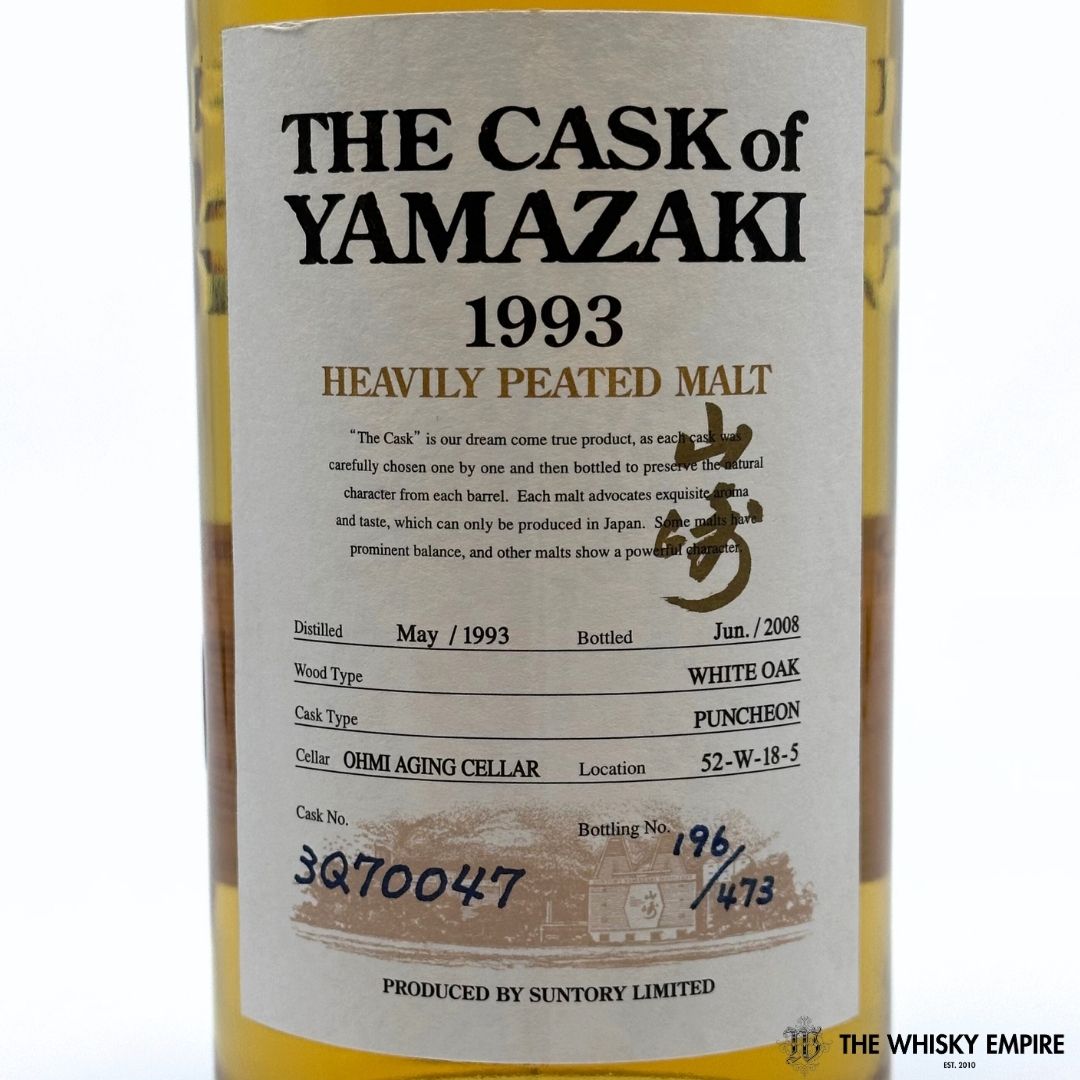 THE CASK of
YAMAZAKI
1993
HEAVILY PEATED MALT
"The Cask" is our dream come true product, as each cask was
carefully chosen one by one and then bottled to preserve the natural
character from each barrel. Each malt advocates exquisite aroma
and taste, which can only be produced in Japan. Some malts have
prominent balance, and other malts show a powerful character.
山崎
Distilled May / 1993 Bottled Jun. / 2008
Wood Type WHITE OAK
Cask Type PUNCHEON
Cellar OHMI AGING CELLAR Location 52-W-18-5
Cask No. 3Q70047 Bottling No. 196/473
山崎
PRODUCED BY SUNTORY LIMITED
THE WHISKY EMPIRE
EST. 2010